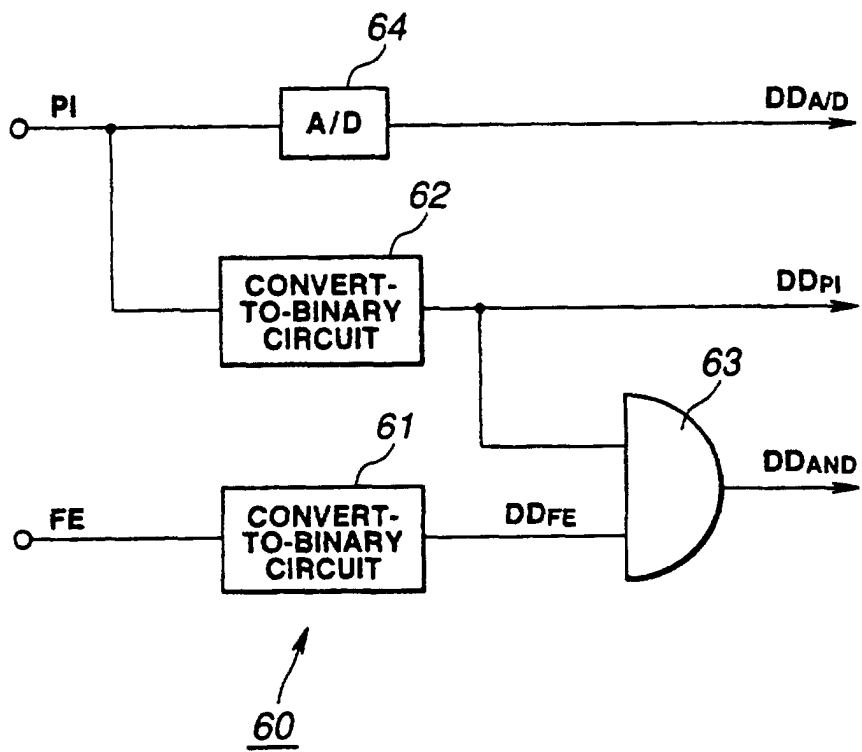 64
PI
A/D
DDA/D
62
CONVERT-
TO-BINARY
CIRCUIT
DDPI
63
61
DDAND
FE
CONVERT-
TO-BINARY
CIRCUIT
DDFE
60